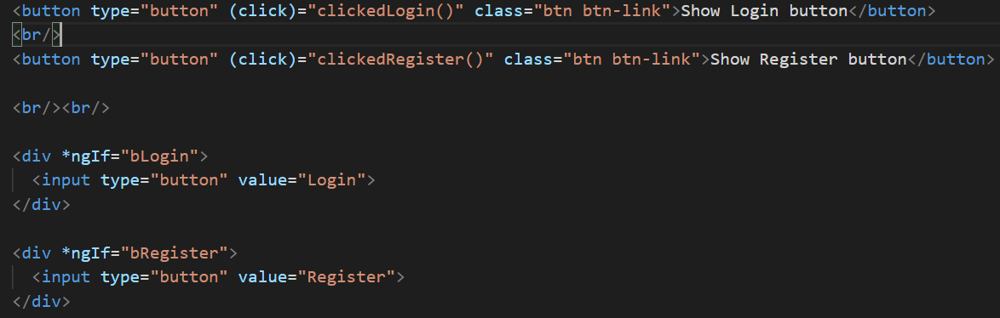 <button type="button" (click)="clickedLogin()" class="btn btn-link">Show Login button</button>
<br/>
<button type="button" (click)="clickedRegister()" class="btn btn-link">Show Register button</button>
<br/><br/>
<div *ngIf="bLogin">
<input type="button" value="Login">
</div>
<div *ngIf="bRegister">
<input type="button" value="Register">
</div>